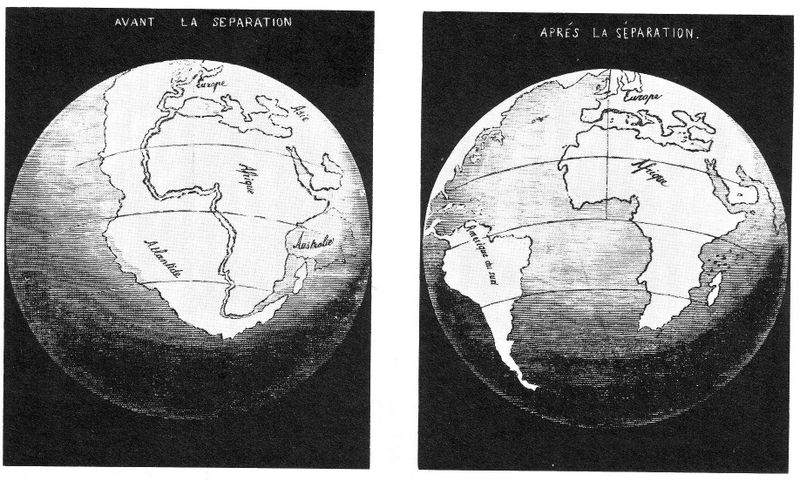 AVANT LA SEPARATION
Europe
Asie
Afrique
Australie
Atlantide
APRÉS LA SÉPARATION.
Europe
Afrique
Amérique du sud